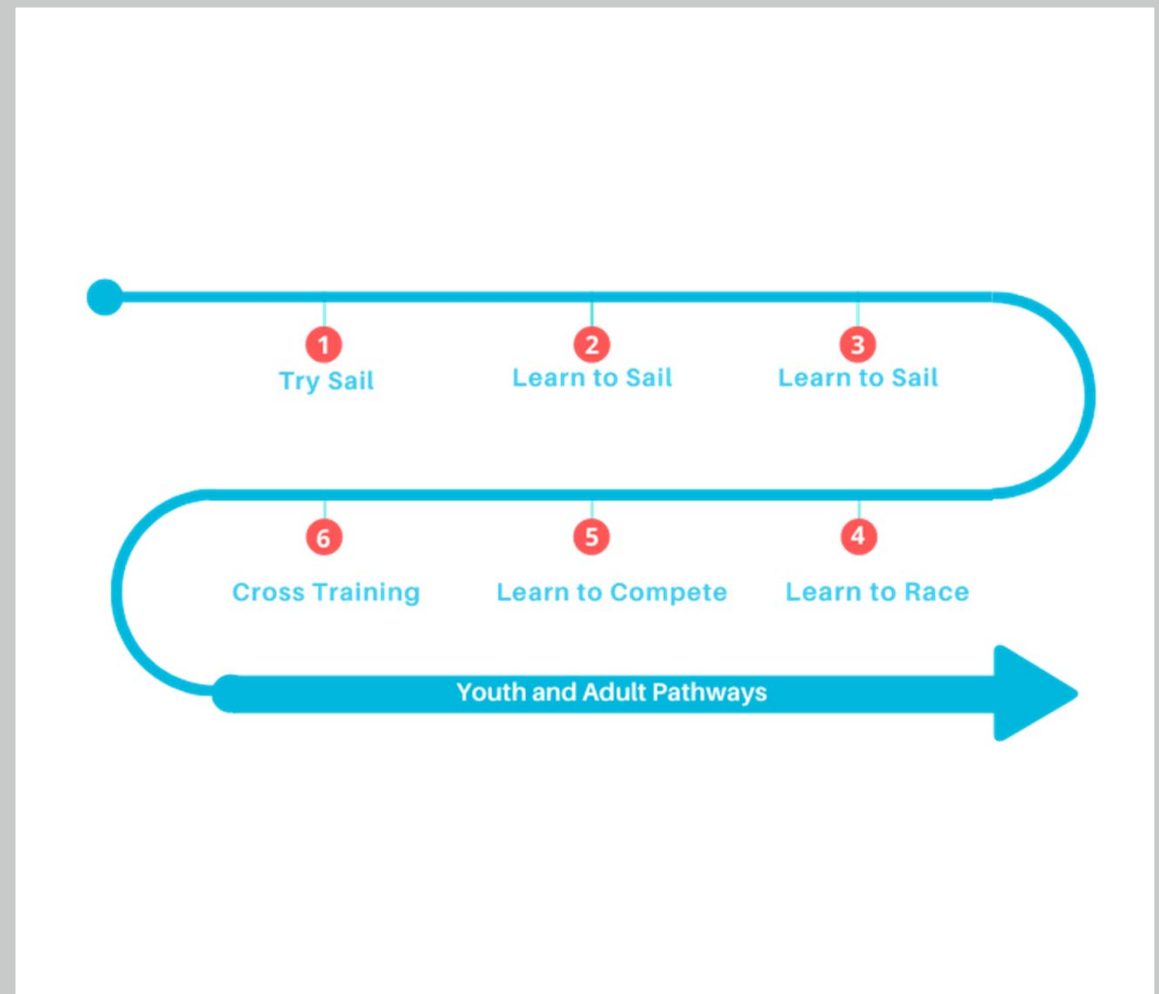 1
Try Sail
2
Learn to Sail
3
Learn to Sail
4
Learn to Race
5
Learn to Compete
6
Cross Training
Youth and Adult Pathways